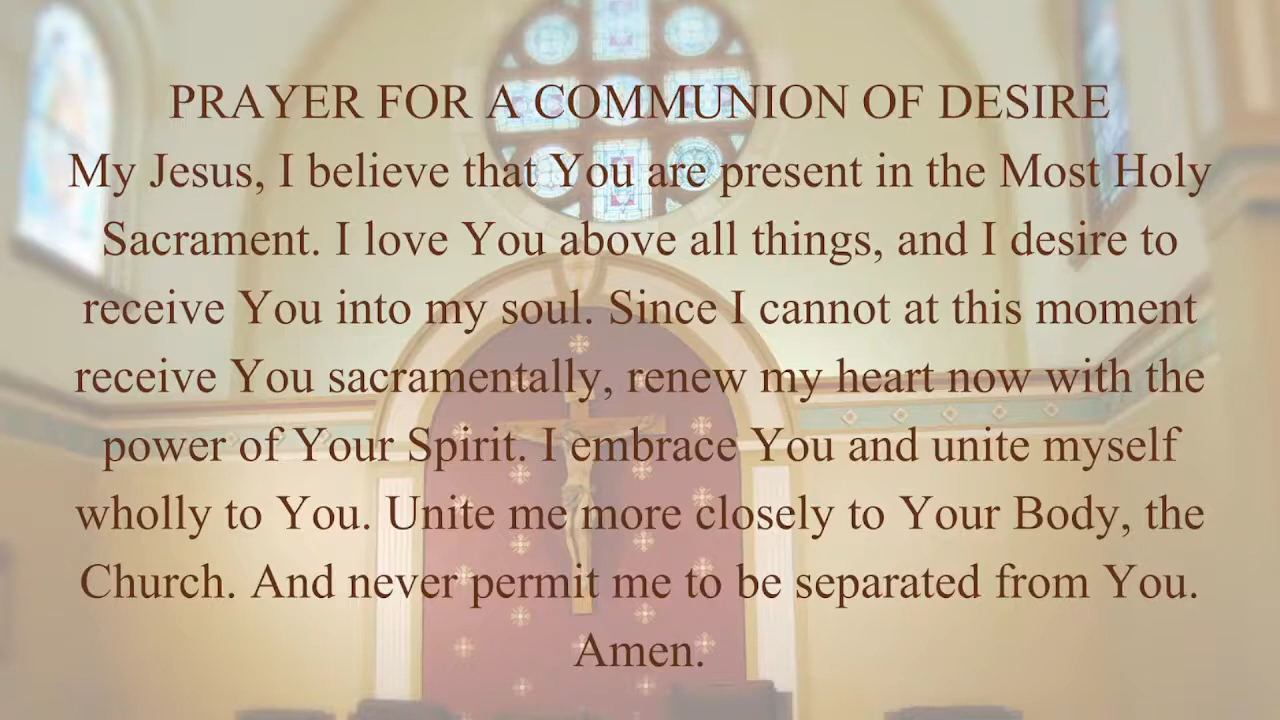 PRAYER FOR A COMMUNION OF DESIRE
My Jesus, I believe that You are present in the Most Holy
Sacrament. I love You above all things, and I desire to
receive You into my soul. Since I cannot at this moment
receive You sacramentally, renew my heart now with the
power of Your Spirit. I embrace You and unite myself
wholly to You. Unite me more closely to Your Body, the
Church. And never permit me to be separated from You.
Amen.